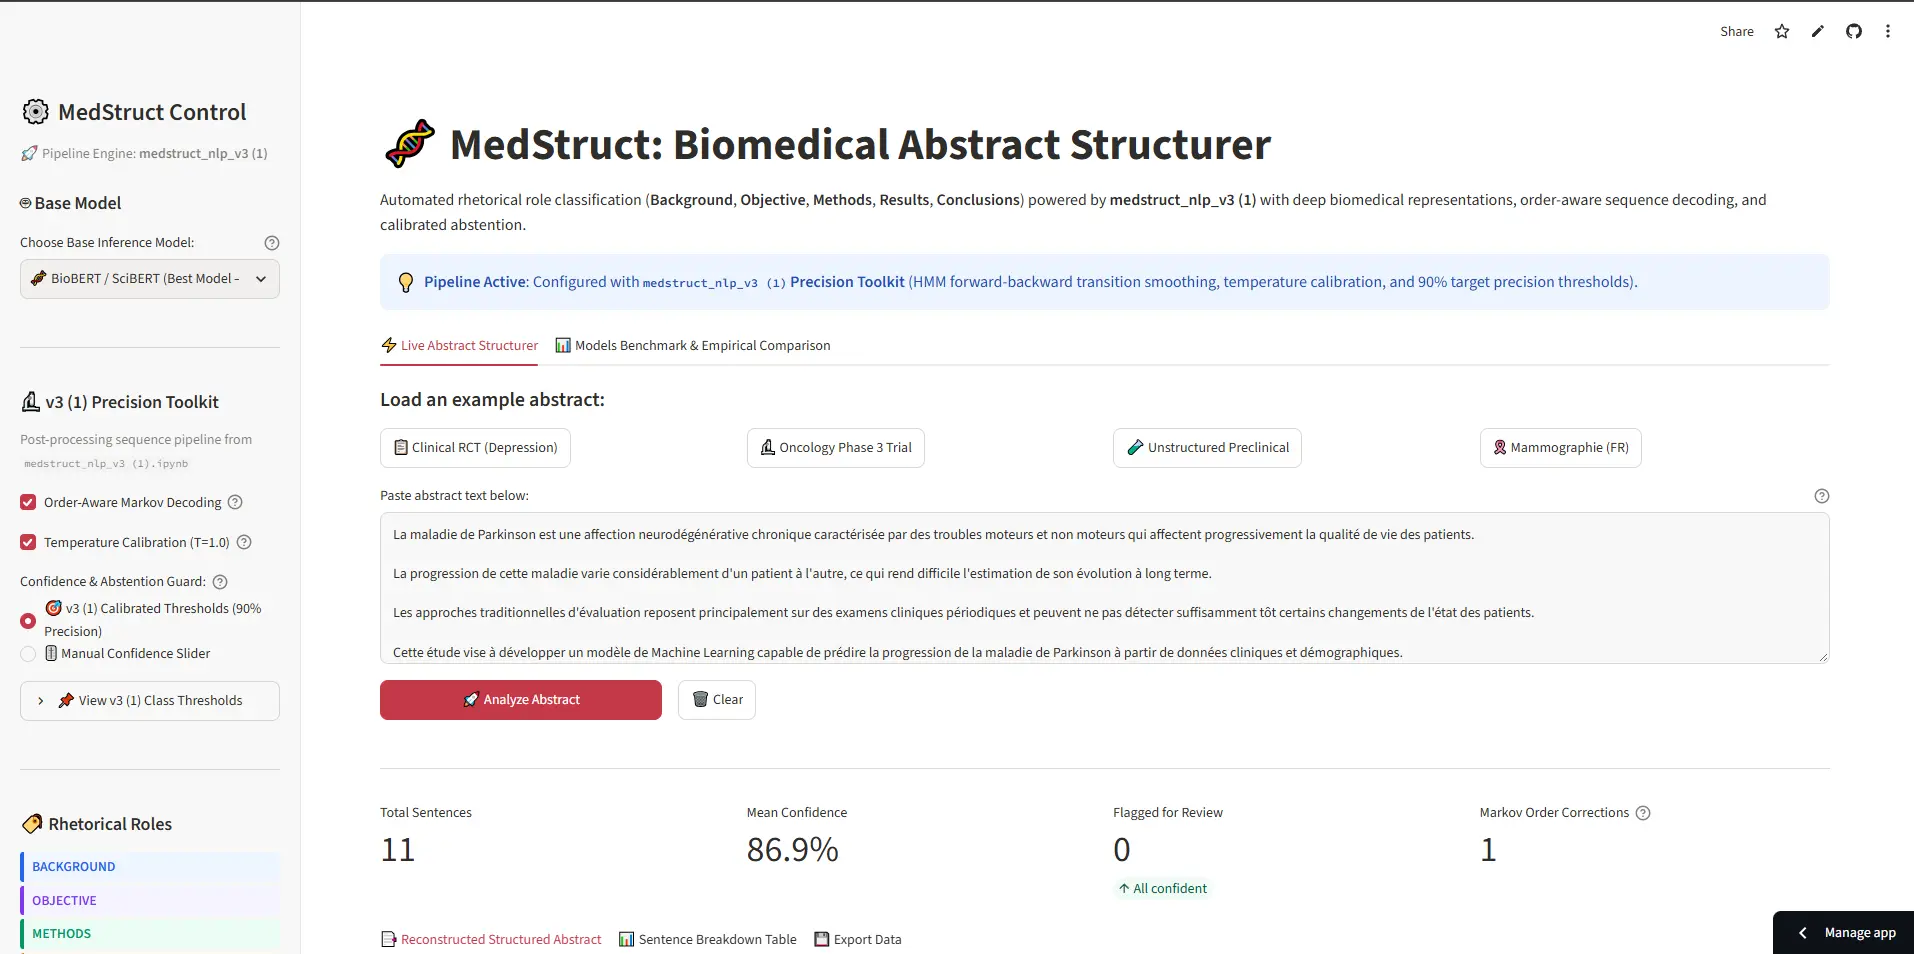 Share
MedStruct Control
Pipeline Engine: medstruct_nlp_v3 (1)
Base Model
Choose Base Inference Model:
BioBERT / SciBERT (Best Model -
v3 (1) Precision Toolkit
Post-processing sequence pipeline from
medstruct_nlp_v3 (1).ipynb
Order-Aware Markov Decoding
Temperature Calibration (T=1.0)
Confidence & Abstention Guard:
v3 (1) Calibrated Thresholds (90%
Precision)
Manual Confidence Slider
View v3 (1) Class Thresholds
Rhetorical Roles
BACKGROUND
OBJECTIVE
METHODS
MedStruct: Biomedical Abstract Structurer
Automated rhetorical role classification (Background, Objective, Methods, Results, Conclusions) powered by medstruct_nlp_v3 (1) with deep biomedical representations, order-aware sequence decoding, and
calibrated abstention.
Pipeline Active: Configured with medstruct_nlp_v3 (1) Precision Toolkit (HMM forward-backward transition smoothing, temperature calibration, and 90% target precision thresholds).
Live Abstract Structurer
Models Benchmark & Empirical Comparison
Load an example abstract:
Clinical RCT (Depression)
Oncology Phase 3 Trial
Unstructured Preclinical
Mammographie (FR)
Paste abstract text below:
La maladie de Parkinson est une affection neurodégénérative chronique caractérisée par des troubles moteurs et non moteurs qui affectent progressivement la qualité de vie des patients.
La progression de cette maladie varie considérablement d'un patient à l'autre, ce qui rend difficile l'estimation de son évolution à long terme.
Les approches traditionnelles d'évaluation reposent principalement sur des examens cliniques périodiques et peuvent ne pas détecter suffisamment tôt certains changements de l'état des patients.
Cette étude vise à développer un modèle de Machine Learning capable de prédire la progression de la maladie de Parkinson à partir de données cliniques et démographiques.
Analyze Abstract
Clear
Total Sentences
11
Mean Confidence
86.9%
Flagged for Review
0
↑ All confident
Markov Order Corrections
1
Reconstructed Structured Abstract
Sentence Breakdown Table
Export Data
Manage app